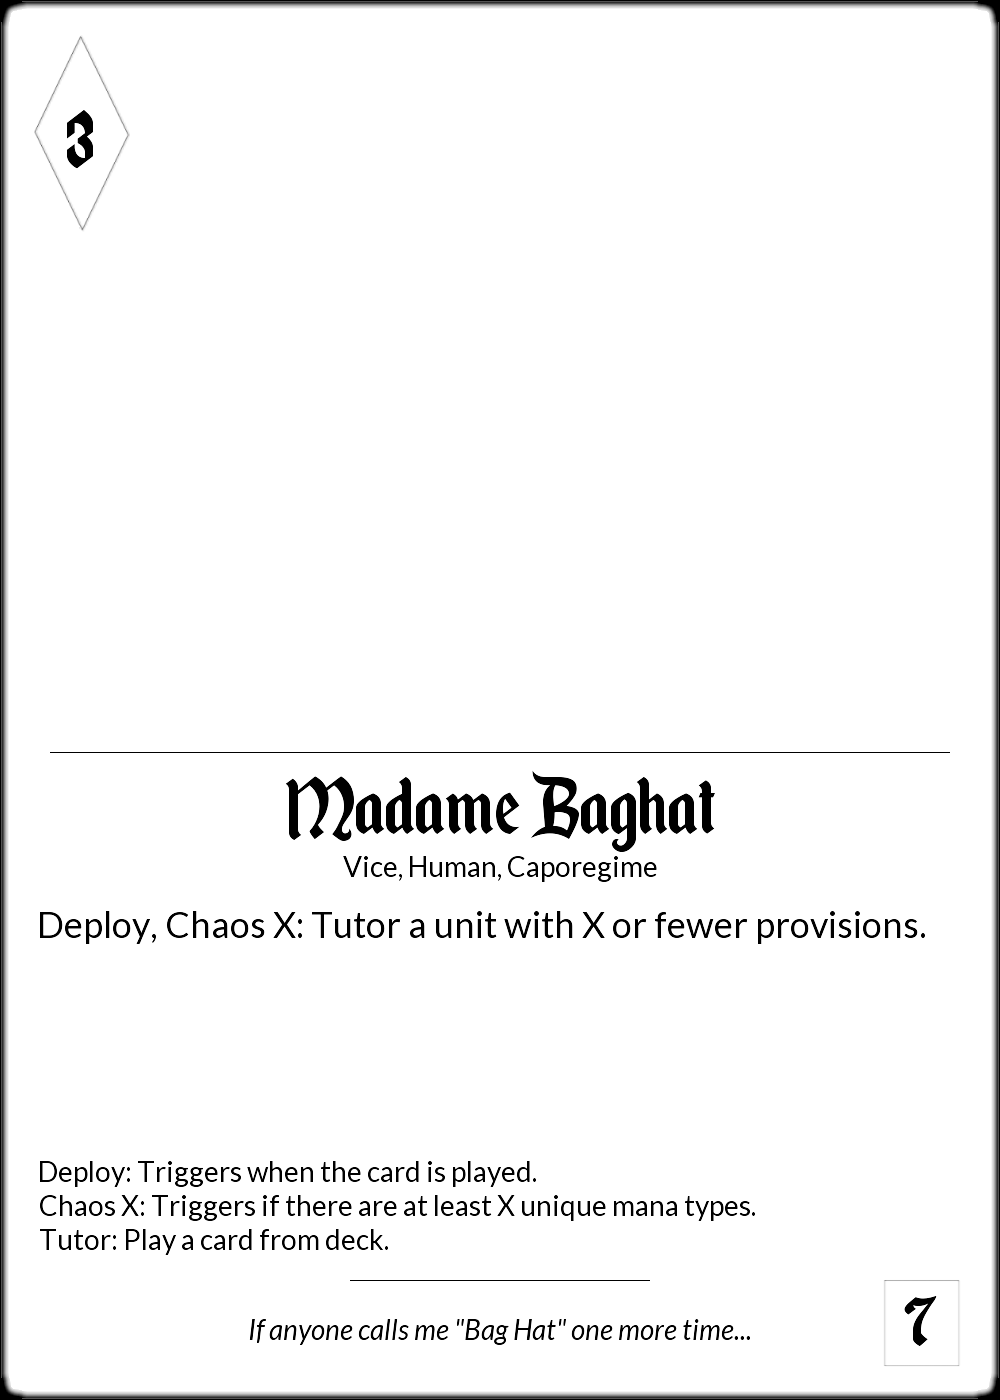 3
Madame Baghat
Vice, Human, Caporegime
Deploy, Chaos X: Tutor a unit with X or fewer provisions.
Deploy: Triggers when the card is played.
Chaos X: Triggers if there are at least X unique mana types.
Tutor: Play a card from deck.
If anyone calls me "Bag Hat" one more time...
7